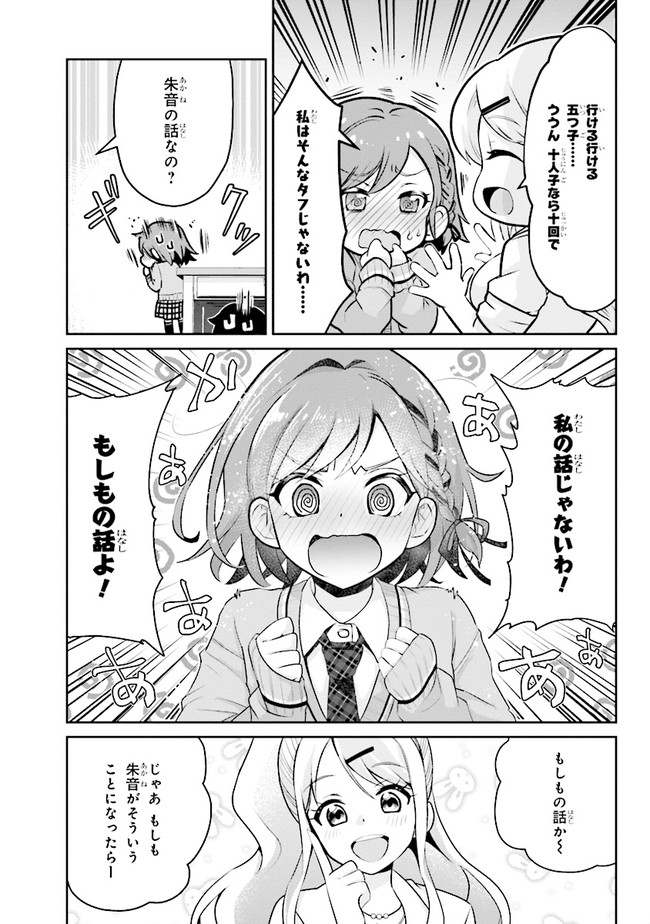 行ける行ける
五つ子……
ううん 十人子なら十回で
私はそんなタフじゃないわ……
朱音の話なの？
ギクッ
私の話じゃないわ！
もしもの話よ！
かぁ
あぁ
あぁ
あぁ
もしもの話か〜
じゃあ もしも
朱音がそういう
ことになったらー